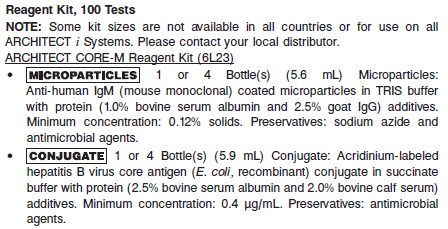 Reagent Kit, 100 Tests
NOTE: Some kit sizes are not available in all countries or for use on all
ARCHITECT i Systems. Please contact your local distributor.
ARCHITECT CORE-M Reagent Kit (6L23)
• MICROPARTICLES 1 or 4 Bottle(s) (5.6 mL) Microparticles:
Anti-human IgM (mouse monoclonal) coated microparticles in TRIS buffer
with protein (1.0% bovine serum albumin and 2.5% goat IgG) additives.
Minimum concentration: 0.12% solids. Preservatives: sodium azide and
antimicrobial agents.
• CONJUGATE 1 or 4 Bottle(s) (5.9 mL) Conjugate: Acridinium-labeled
hepatitis B virus core antigen (E. coli, recombinant) conjugate in succinate
buffer with protein (2.5% bovine serum albumin and 2.0% bovine calf serum)
additives. Minimum concentration: 0.4 µg/mL. Preservatives: antimicrobial
agents.